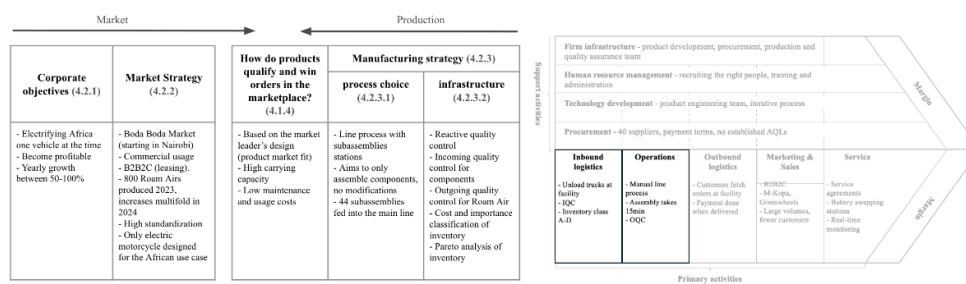 Market
Production
Corporate
objectives (4.2.1)
Market Strategy
(4.2.2)
How do products
qualify and win
orders in the
marketplace?
(4.1.4)
Manufacturing strategy (4.2.3)
process choice
(4.2.3.1)
infrastructure
(4.2.3.2)
- Electrifying Africa
one vehicle at the time
- Become profitable
- Yearly growth
between 50-100%
- Boda Boda Market
(starting in Nairobi)
- Commercial usage
- B2B2C (leasing).
- 800 Roam Airs
produced 2023,
increases multifold in
2024
- High standardization
- Only electric
motorcycle designed
for the African use case
- Based on the market
leader's design
(product market fit)
- High carrying
capacity
- Low maintenance
and usage costs
- Line process with
subassemblies
stations
- Aims to only
assemble components,
no modifications
- 44 subassemblies
fed into the main line
- Reactive quality
control
- Incoming quality
control for
components
- Outgoing quality
control for Roam Air
- Cost and importance
classification of
inventory
- Pareto analysis of
inventory
Support activities
Firm infrastructure - product development, procurement, production and
quality assurance team
Human resource management - recruiting the right people, training and
administration
Technology development - product engineering team, iterative process
Procurement - 40 suppliers, payment terms, no established AQLs
Margin
Inbound
logistics
- Unload trucks at
facility
- IQC
- Inventory class
A-D
Operations
- Manual line
process
- Assembly takes
15min
- OQC
Outbound
logistics
- Customers fetch
orders at facility
- Payment done
when delivered
Marketing &
Sales
- B2B2C
- M-Kopa,
Greenwheels
- Large volumes,
fewer customers
Service
- Service
agreements
- Battery swapping
stations
- Real-time
monitoring
Margin
Primary activities